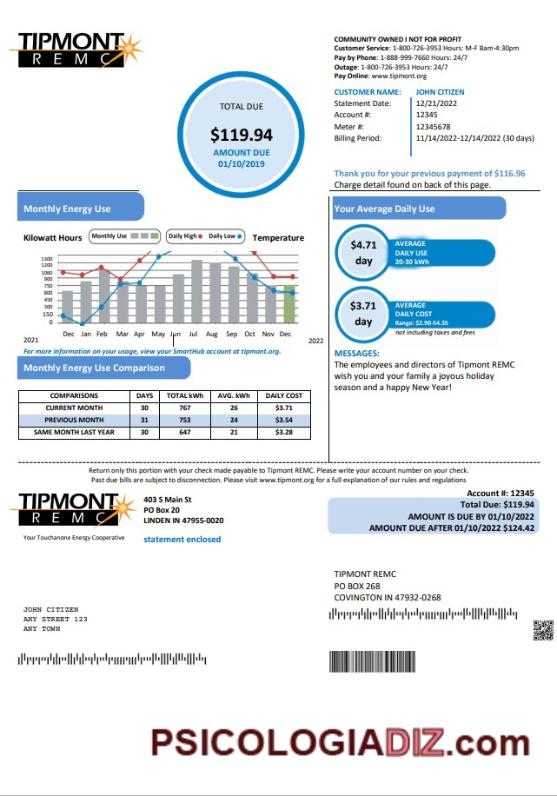 TIPMONT
REMC
TOTAL DUE
$119.94
AMOUNT DUE
01/10/2019
COMMUNITY OWNED I NOT FOR PROFIT
Customer Service: 1-800-726-3953 Hours: M-F 8am-4:30pm
Pay by Phone: 1-888-999-7660 Hours: 24/7
Outage: 1-800-726-3953 Hours: 24/7
Pay Online: www.tipmont.org
CUSTOMER NAME: JOHN CITIZEN
Statement Date: 12/21/2022
Account #: 12345
Meter #: 12345678
Billing Period: 11/14/2022-12/14/2022 (30 days)
Thank you for your previous payment of $116.96
Charge detail found on back of this page.
Monthly Energy Use
Kilowatt Hours Monthly Use Daily High Daily Low Temperature
1300
1200
1050
900
750
600
450
300
150
0
Dec Jan Feb Mar Apr May Jun Jul Aug Sep Oct Nov Dec
2021 2022
For more information on your usage, view your SmartHub account at tipmont.org.
Your Average Daily Use
$4.71
day
AVERAGE
DAILY USE
20-30 kWh
$3.71
day
AVERAGE
DAILY COST
Range: $2.90-$4.35
not including taxes and fees
MESSAGES:
The employees and directors of Tipmont REMC
wish you and your family a joyous holiday
season and a happy New Year!
Monthly Energy Use Comparison
COMPARISONS DAYS TOTAL kWh AVG. kWh DAILY COST
CURRENT MONTH 30 767 26 $3.71
PREVIOUS MONTH 31 753 24 $3.54
SAME MONTH LAST YEAR 30 647 21 $3.28
Return only this portion with your check made payable to Tipmont REMC. Please write your account number on your check.
Past due bills are subject to disconnection. Please visit www.tipmont.org for a full explanation of our rules and regulations
TIPMONT
REMC
Your Touchanone Energy Cooperative
403 S Main St
PO Box 20
LINDEN IN 47955-0020
statement enclosed
Account #: 12345
Total Due: $119.94
AMOUNT IS DUE BY 01/10/2022
AMOUNT DUE AFTER 01/10/2022 $124.42
TIPMONT REMC
PO BOX 268
COVINGTON IN 47932-0268
JOHN CITIZEN
ANY STREET 123
ANY TOWN
PSICOLOGIADIZ.com